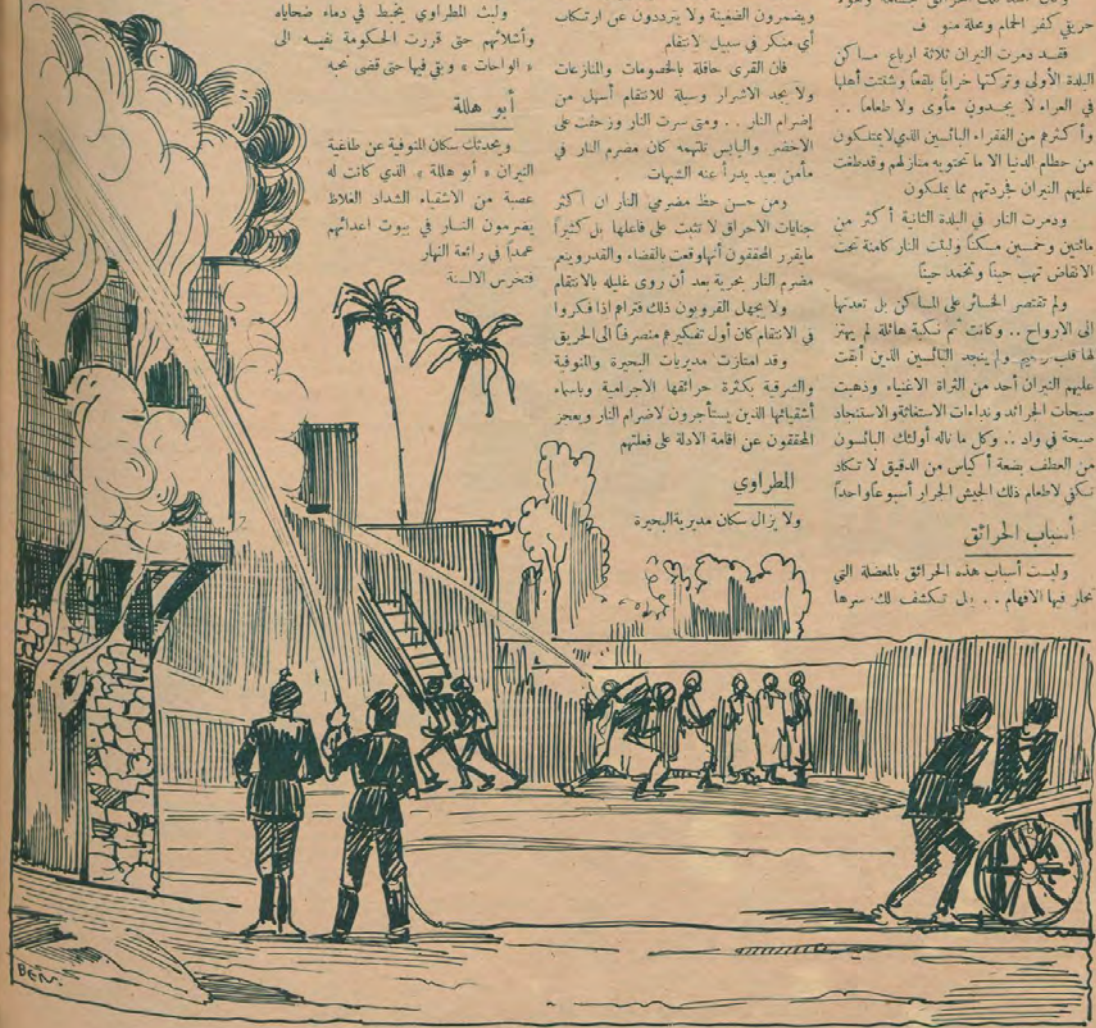 حريقي كفر الحمام ومحلة منوف
فقد دمرت النيران ثلاثة ارباع مساكن
البلدة الأولى وتركتها خراباً بلقعاً وشتتت أهلها
في العراء لا يجدون مأوى ولا طعاماً . .
وأكثرهم من الفقراء البائسين الذي لا يمتلكون
من حطام الدنيا الا ما تحتويه منازلهم وقد طغت
عليهم النيران فجردتهم مما يملكون
ودمرت النار في البلدة الثانية أكثر من
مائتين وخمسين مسكناً ولبثت النار كامنة تحت
الانقاض تهب حيناً وتخمد حيناً
ولم تقتصر الخسائر على المساكن بل تعدتها
الى الارواح . . وكانت ثم نكبة هائلة لم يهتز
لها قلب رحيم ولم ينجد البائسين الذين أبقت
عليهم النيران أحد من الثراة الاغنياء وذهبت
صيحات الجرائد ونداءات الاستغاثة والاستنجاد
صيحة في واد . . وكل ما ناله أولئك البائسون
من العطف بضعة أكياس من الدقيق لا تكاد
تكفي لاطعام ذلك الجيش الجرار أسبوعاً واحداً
أسباب الحرائق
وليست أسباب هذه الحرائق بالمعضلة التي
تحار فيها الافهام . . بل تكشف لك سرها
ويضمرون الضغينة ولا يترددون عن ارتكاب
أي منكر في سبيل الانتقام
فان القرى حافلة بالخصومات والمنازعات
ولا يجد الاشرار وسيلة للانتقام أسهل من
إضرام النار . . ومتى سرت النار وزحفت على
الاخضر واليابس تلتهمه كان مضرم النار في
مأمن بعيد يدرأ عنه الشبهات
ومن حسن حظ مضرمي النار ان اكثر
جنايات الاحراق لا تثبت على فاعلها بل كثيراً
مايقرر المحققون أنها وقعت بالقضاء والقدر وينعم
مضرم النار بحرية بعد أن روى غليله بالانتقام
ولا يجهل القرويون ذلك فتراهم اذا فكروا
في الانتقام كان أول تفكيرهم منصرفاً الى الحريق
وقد امتازت مديريات البحيرة والمنوفية
والشرقية بكثرة حرائقها الاجرامية وباسماء
أشقيائها الذين يستأجرون لاضرام النار ويعجز
المحققون عن اقامة الادلة على فعلتهم
المطراوي
ولا يزال سكان مديرية البحيرة
ولبث المطراوي يخبط في دماء ضحاياه
وأشلائهم حتى قررت الحكومة نفيه الى
« الواحات » وبقي فيها حتى قضى نحبه
أبو هللة
ويحدثك سكان المنوفية عن طاغية
النيران « أبو هللة » الذي كانت له
عصبة من الاشقياء الشداد الغلاظ
يضرمون النار في بيوت اعدائهم
عمداً في رائعة النهار
فتخرس الالسنة
BEM.